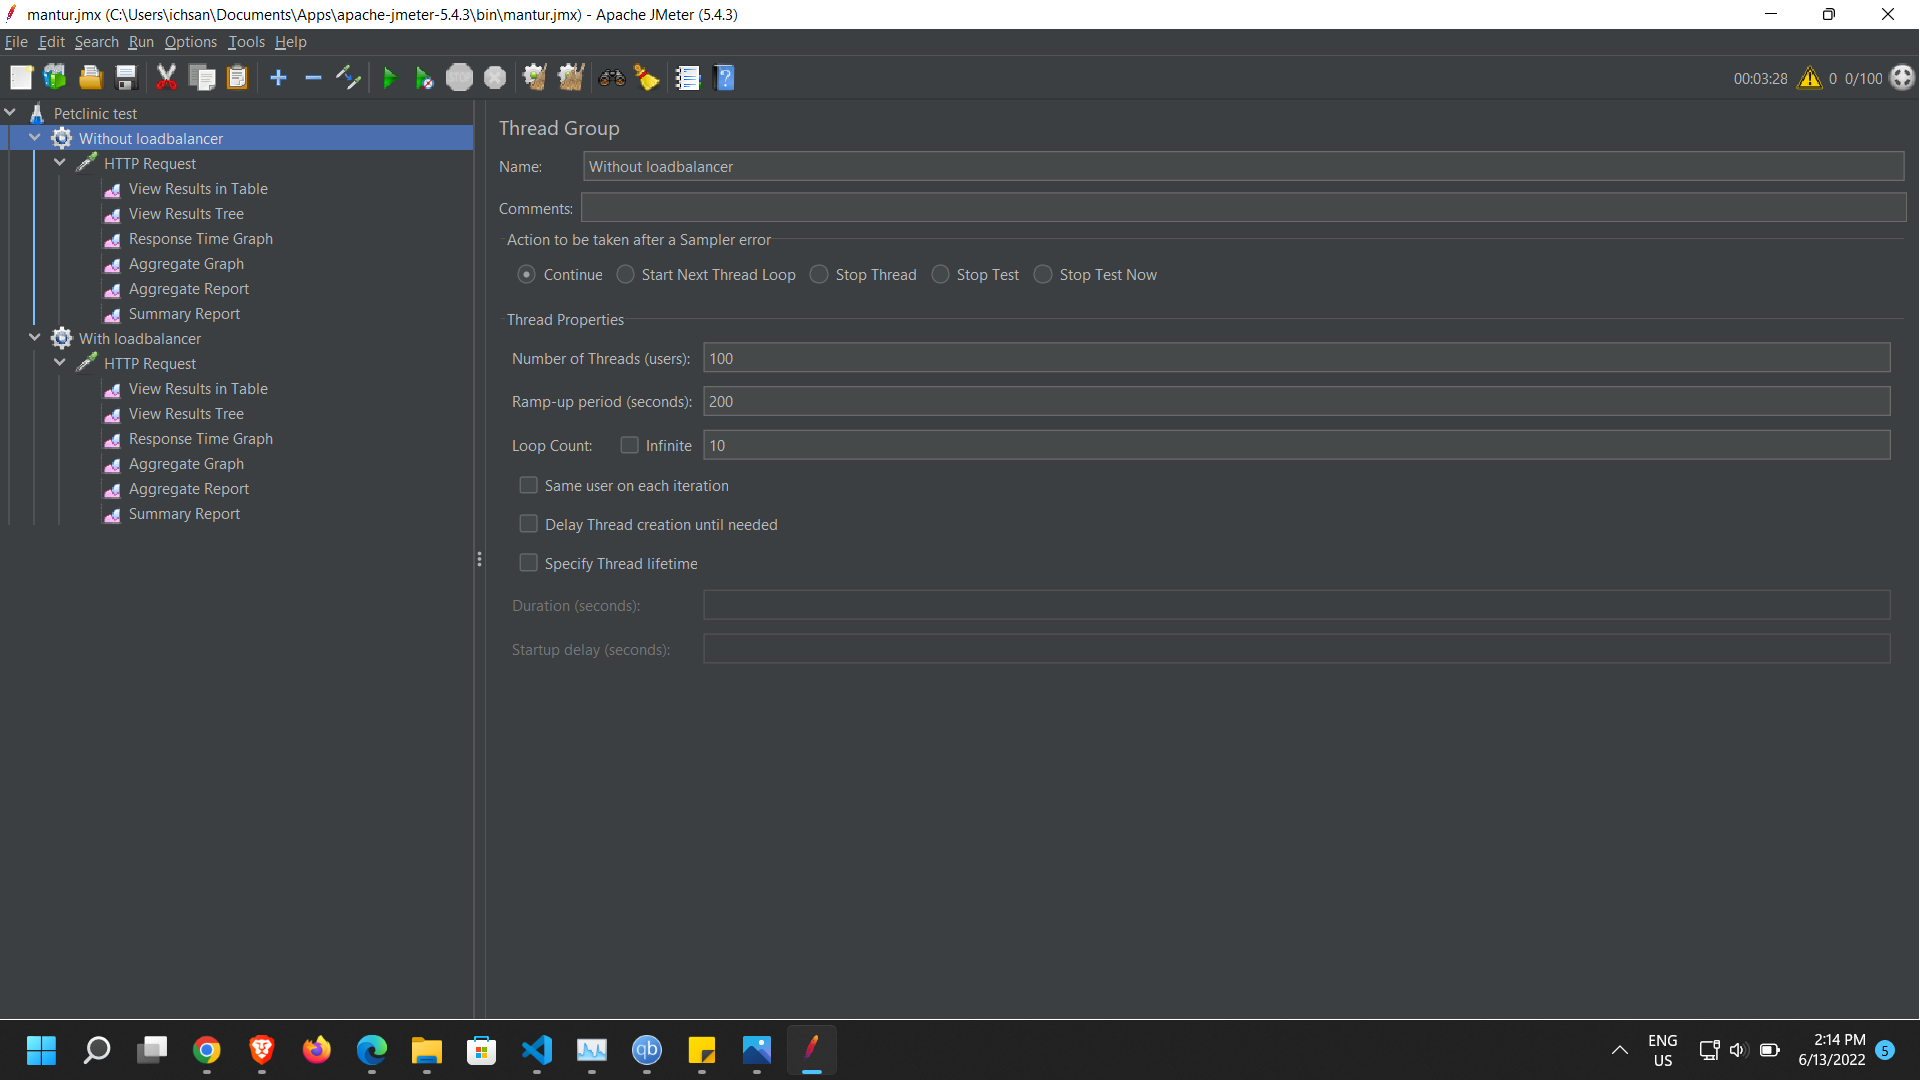 mantur.jmx (C:\Users\ichsan\Documents\Apps\apache-jmeter-5.4.3\bin\mantur.jmx) - Apache JMeter (5.4.3)
File Edit Search Run Options Tools Help
STOP
00:03:28 0 0/100
Petclinic test
Without loadbalancer
HTTP Request
View Results in Table
View Results Tree
Response Time Graph
Aggregate Graph
Aggregate Report
Summary Report
With loadbalancer
HTTP Request
View Results in Table
View Results Tree
Response Time Graph
Aggregate Graph
Aggregate Report
Summary Report
Thread Group
Name: Without loadbalancer
Comments:
Action to be taken after a Sampler error
Continue Start Next Thread Loop Stop Thread Stop Test Stop Test Now
Thread Properties
Number of Threads (users): 100
Ramp-up period (seconds): 200
Loop Count: Infinite 10
Same user on each iteration
Delay Thread creation until needed
Specify Thread lifetime
Duration (seconds):
Startup delay (seconds):
qb
ENG
US
2:14 PM
6/13/2022
5